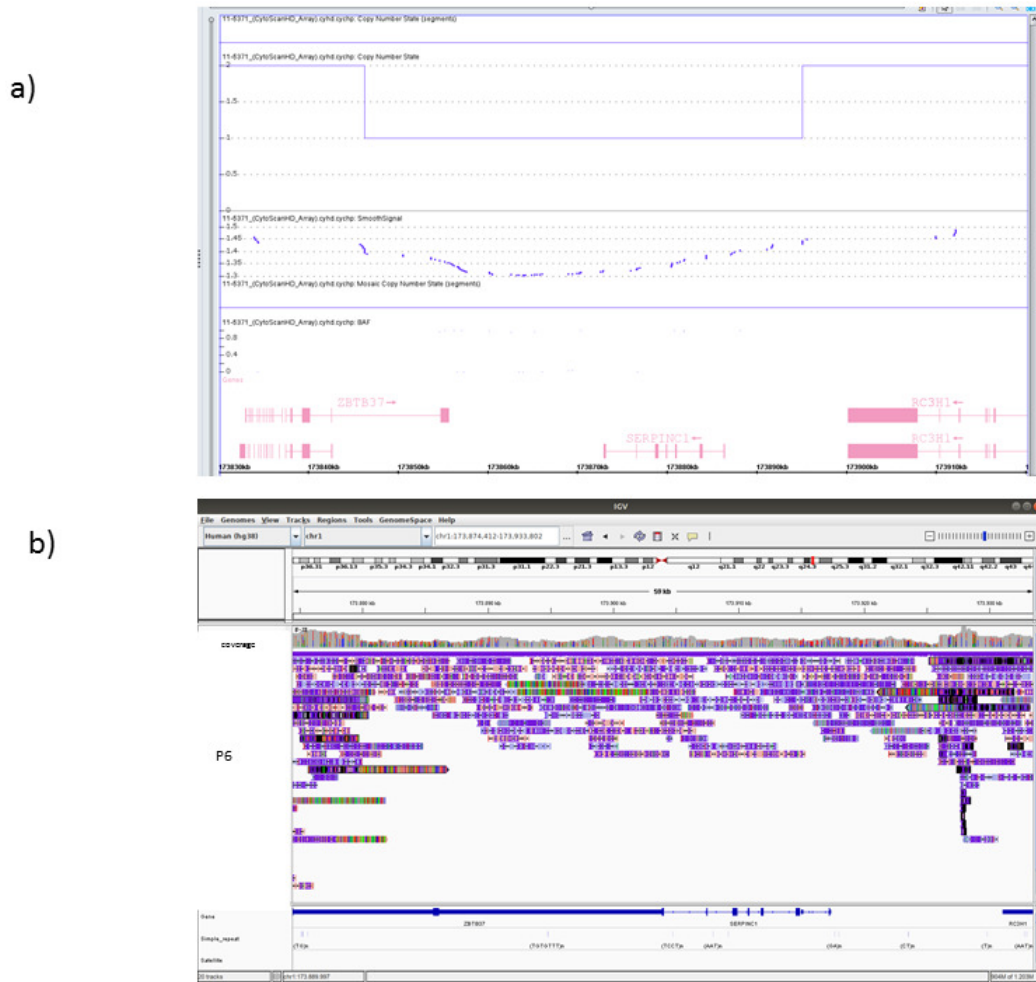 a)
11-6371_(CytoScanHD_Array).cyhd.cychp: Copy Number State (segments)
11-6371_(CytoScanHD_Array).cyhd.cychp: Copy Number State
2
1.5
1
0.5
0
11-6371_(CytoScanHD_Array).cyhd.cychp: SmoothSignal
1.5
1.45
1.4
1.35
1.3
11-6371_(CytoScanHD_Array).cyhd.cychp: Mosaic Copy Number State (segments)
11-6371_(CytoScanHD_Array).cyhd.cychp: BAF
0.8
0.4
0
Genes
ZBTB37→ RC3H1←
SERPINC1← RC3H1←
173830kb 173840kb 173850kb 173860kb 173870kb 173880kb 173890kb 173900kb 173910kb 1
b)
IGV
File Genomes View Tracks Regions Tools GenomeSpace Help
Human (hg38) chr1 chr1:173,874,412-173,933,802
p36.31 p36.13 p35.3 p34.3 p34.1 p32.3 p31.3 p31.1 p22.3 p21.3 p13.3 p12 q12 q21.1 q22 q23.3 q24.3 q25.3 q31.2 q32.1 q32.2 q42.11 q43
59 kb
173.880 kb 173.890 kb 173.900 kb 173.910 kb 173.920 kb 173.930 kb
coverage
P6
Gene
ZBTB37 SERPINC1 RC3H1
Simple_repeat
(TG)n (TGTGTTT)n (TCCT)n (AAT)n (GA)n (CT)n (T)n (AAT)n
Satellite
20 tracks chr1:173.889.997